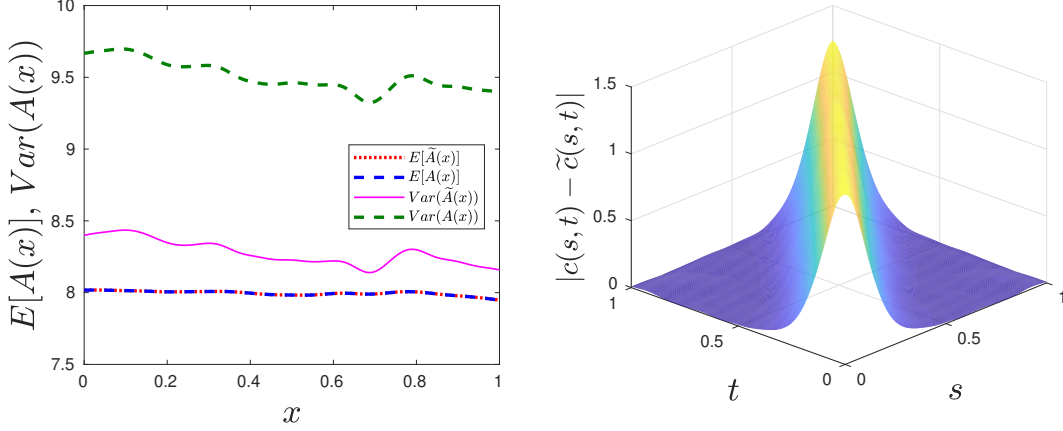 E[A(x)], Var(A(x))
10
9.5
9
8.5
8
7.5
0 0.2 0.4 0.6 0.8 1
x
E[Ã(x)]
E[A(x)]
Var(Ã(x))
Var(A(x))
|c(s,t) − c̃(s,t)|
1.5
1
0.5
0
1 0.5 0
t
0 0.5 1
s